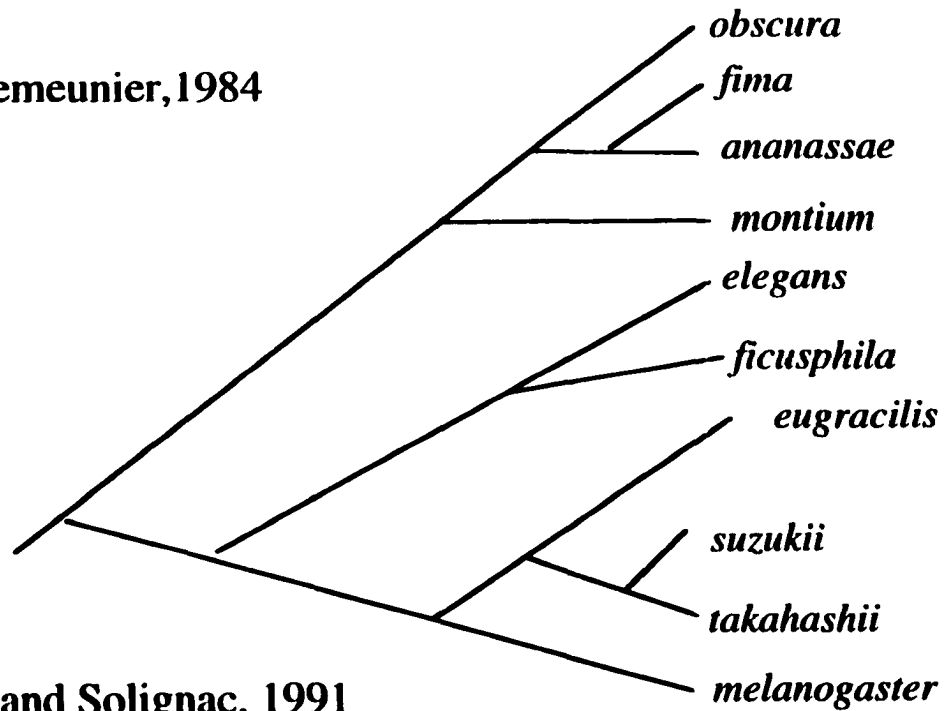 obscura
emeunier, 1984
fima
ananassae
montium
elegans
ficusphila
eugracilis
suzukii
takahashii
melanogaster
and Solignac, 1991